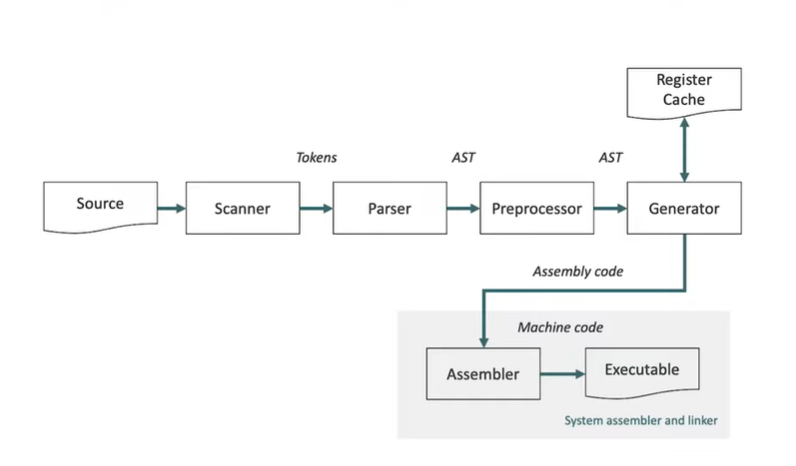 Register
Cache
Tokens
AST
AST
Source
Scanner
Parser
Preprocessor
Generator
Assembly code
Machine code
Assembler
Executable
System assembler and linker